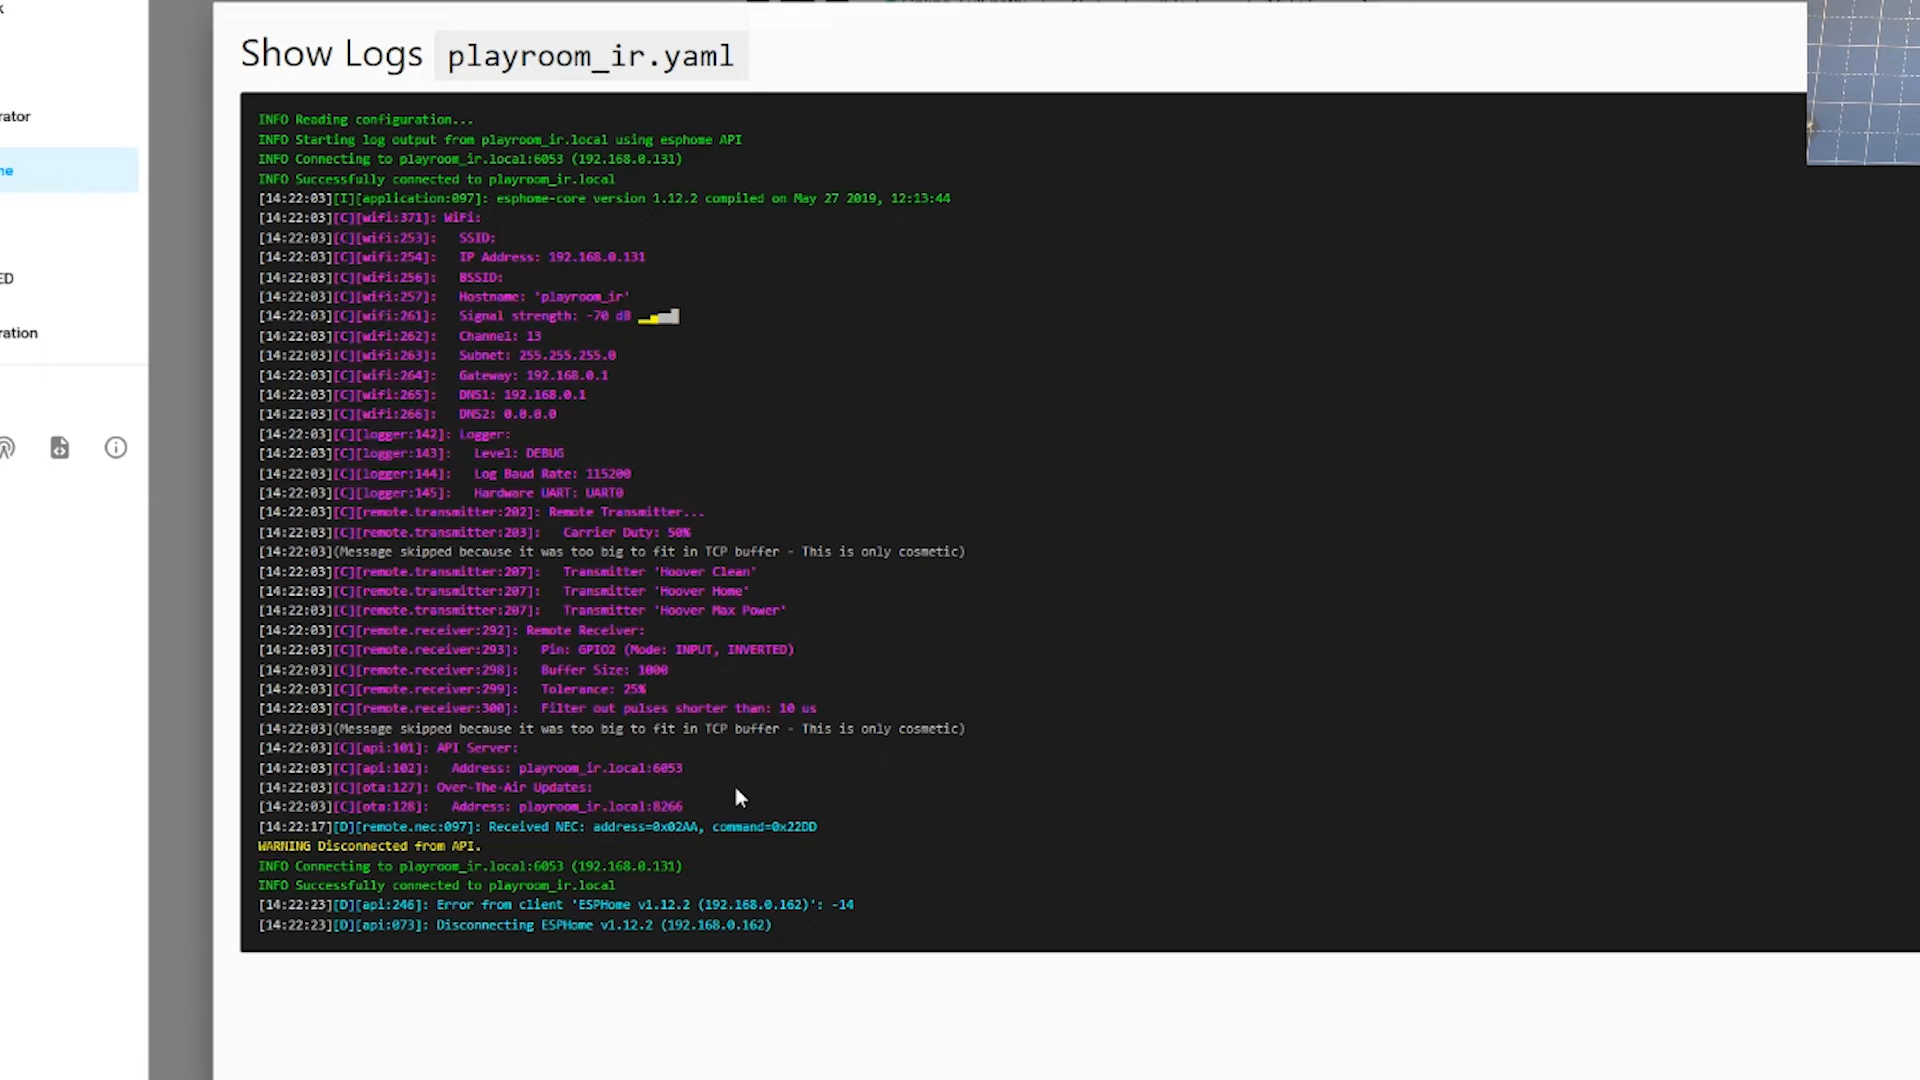 k
Show Logs playroom_ir.yaml
rator
ne
ED
ration
INFO Reading configuration...
INFO Starting log output from playroom_ir.local using esphome API
INFO Connecting to playroom_ir.local:6053 (192.168.0.131)
INFO Successfully connected to playroom_ir.local
[14:22:03][I][application:097]: esphome-core version 1.12.2 compiled on May 27 2019, 12:13:44
[14:22:03][C][wifi:371]: WiFi:
[14:22:03][C][wifi:253]: SSID:
[14:22:03][C][wifi:254]: IP Address: 192.168.0.131
[14:22:03][C][wifi:256]: BSSID:
[14:22:03][C][wifi:257]: Hostname: 'playroom_ir'
[14:22:03][C][wifi:261]: Signal strength: -70 dB
[14:22:03][C][wifi:262]: Channel: 13
[14:22:03][C][wifi:263]: Subnet: 255.255.255.0
[14:22:03][C][wifi:264]: Gateway: 192.168.0.1
[14:22:03][C][wifi:265]: DNS1: 192.168.0.1
[14:22:03][C][wifi:266]: DNS2: 0.0.0.0
[14:22:03][C][logger:142]: Logger:
[14:22:03][C][logger:143]: Level: DEBUG
[14:22:03][C][logger:144]: Log Baud Rate: 115200
[14:22:03][C][logger:145]: Hardware UART: UART0
[14:22:03][C][remote.transmitter:202]: Remote Transmitter...
[14:22:03][C][remote.transmitter:203]: Carrier Duty: 50%
[14:22:03](Message skipped because it was too big to fit in TCP buffer - This is only cosmetic)
[14:22:03][C][remote.transmitter:207]: Transmitter 'Hoover Clean'
[14:22:03][C][remote.transmitter:207]: Transmitter 'Hoover Home'
[14:22:03][C][remote.transmitter:207]: Transmitter 'Hoover Max Power'
[14:22:03][C][remote.receiver:292]: Remote Receiver:
[14:22:03][C][remote.receiver:293]: Pin: GPIO2 (Mode: INPUT, INVERTED)
[14:22:03][C][remote.receiver:298]: Buffer Size: 1000
[14:22:03][C][remote.receiver:299]: Tolerance: 25%
[14:22:03][C][remote.receiver:300]: Filter out pulses shorter than: 10 us
[14:22:03](Message skipped because it was too big to fit in TCP buffer - This is only cosmetic)
[14:22:03][C][api:101]: API Server:
[14:22:03][C][api:102]: Address: playroom_ir.local:6053
[14:22:03][C][ota:127]: Over-The-Air Updates:
[14:22:03][C][ota:128]: Address: playroom_ir.local:8266
[14:22:17][D][remote.nec:097]: Received NEC: address=0x02AA, command=0x22DD
WARNING Disconnected from API.
INFO Connecting to playroom_ir.local:6053 (192.168.0.131)
INFO Successfully connected to playroom_ir.local
[14:22:23][D][api:246]: Error from client 'ESPHome v1.12.2 (192.168.0.162)': -14
[14:22:23][D][api:073]: Disconnecting ESPHome v1.12.2 (192.168.0.162)